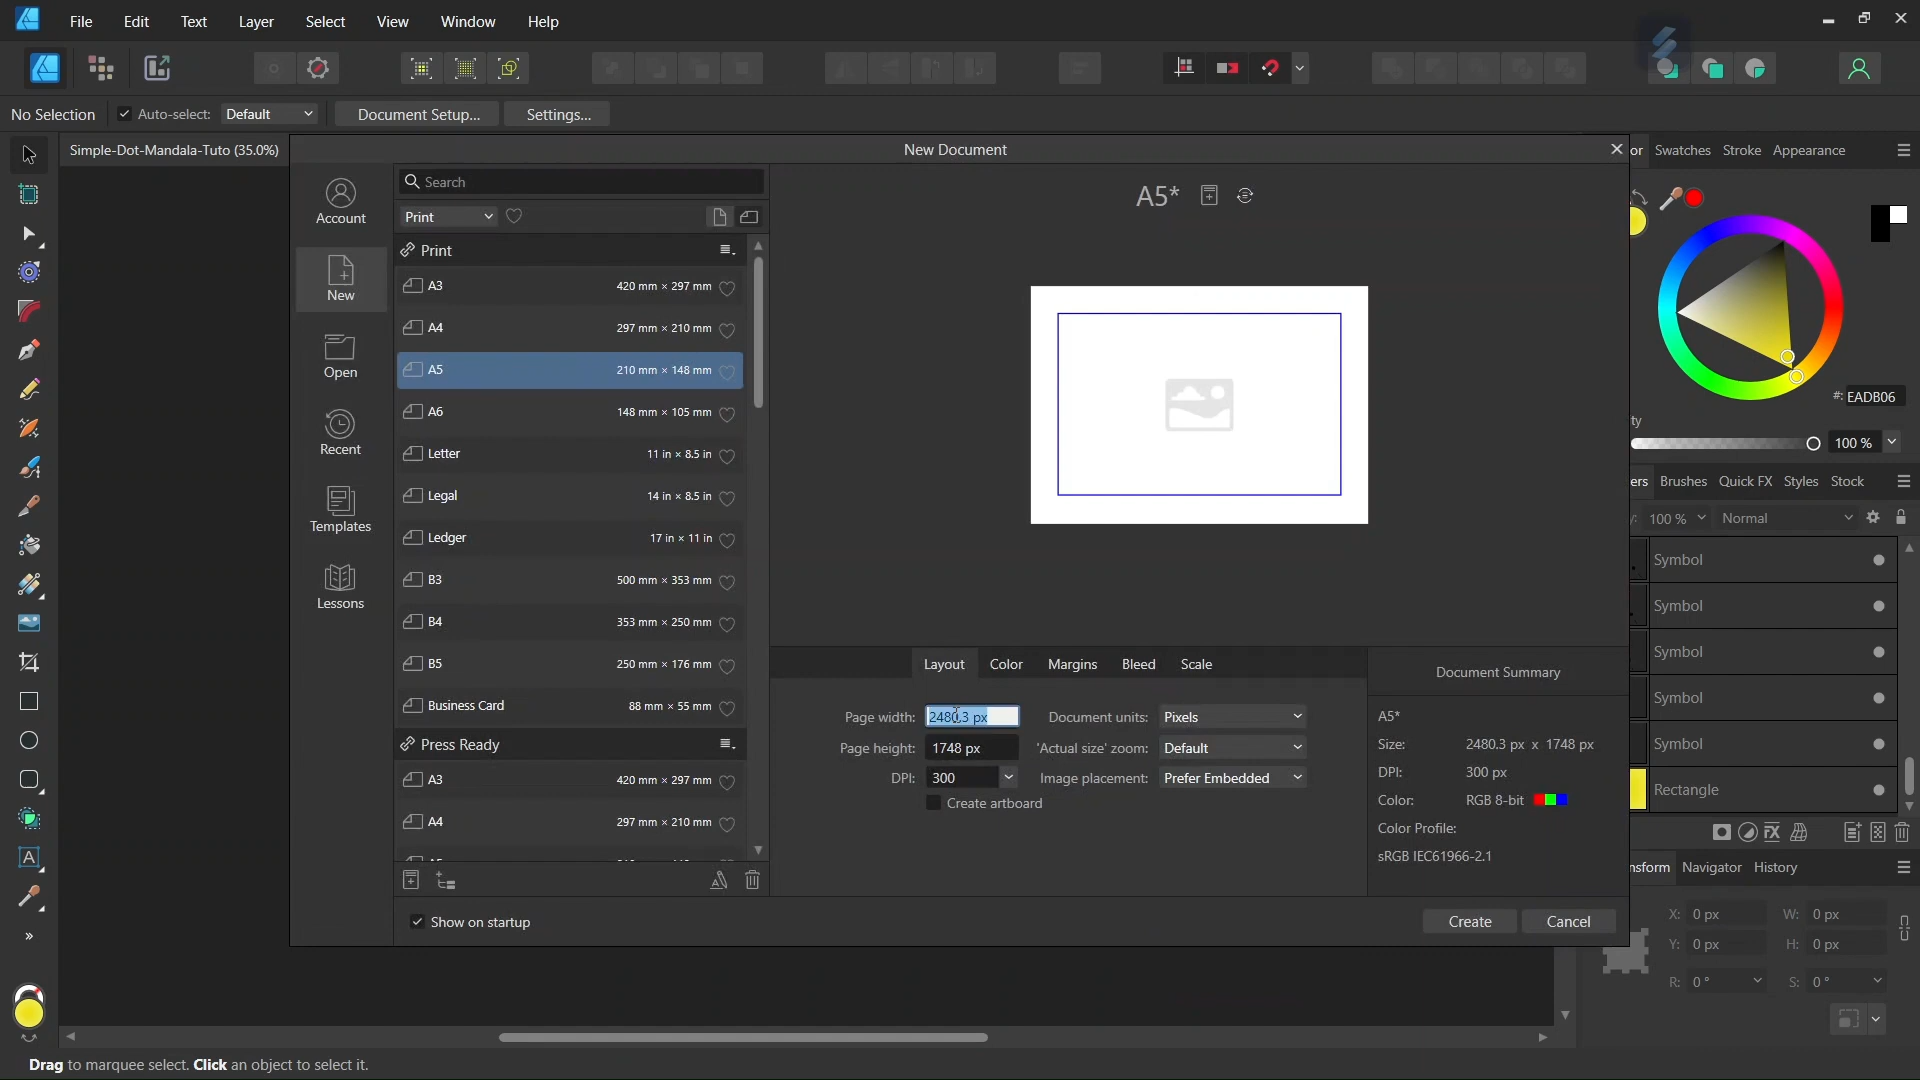 File Edit Text Layer Select View Window Help
No Selection Auto-select: Default Document Setup... Settings...
Simple-Dot-Mandala-Tuto (35.0%)
New Document
Account
New
Open
Recent
Templates
Lessons
Search
Print
Print
A3 420 mm × 297 mm
A4 297 mm × 210 mm
A5 210 mm × 148 mm
A6 148 mm × 105 mm
Letter 11 in × 8.5 in
Legal 14 in × 8.5 in
Ledger 17 in × 11 in
B3 500 mm × 353 mm
B4 353 mm × 250 mm
B5 250 mm × 176 mm
Business Card 88 mm × 55 mm
Press Ready
A3 420 mm × 297 mm
A4 297 mm × 210 mm
Show on startup
A5*
Layout Color Margins Bleed Scale
Page width: 2480.3 px Document units: Pixels
Page height: 1748 px 'Actual size' zoom: Default
DPI: 300 Image placement: Prefer Embedded
Create artboard
Document Summary
A5*
Size: 2480.3 px x 1748 px
DPI: 300 px
Color: RGB 8-bit
Color Profile:
sRGB IEC61966-2.1
Create Cancel
or Swatches Stroke Appearance
#: EADB06
ty
100 %
ers Brushes Quick FX Styles Stock
y: 100 % Normal
Symbol
Symbol
Symbol
Symbol
Symbol
Rectangle
nsform Navigator History
X: 0 px W: 0 px
Y: 0 px H: 0 px
R: 0 ° S: 0 °
Drag to marquee select. Click an object to select it.